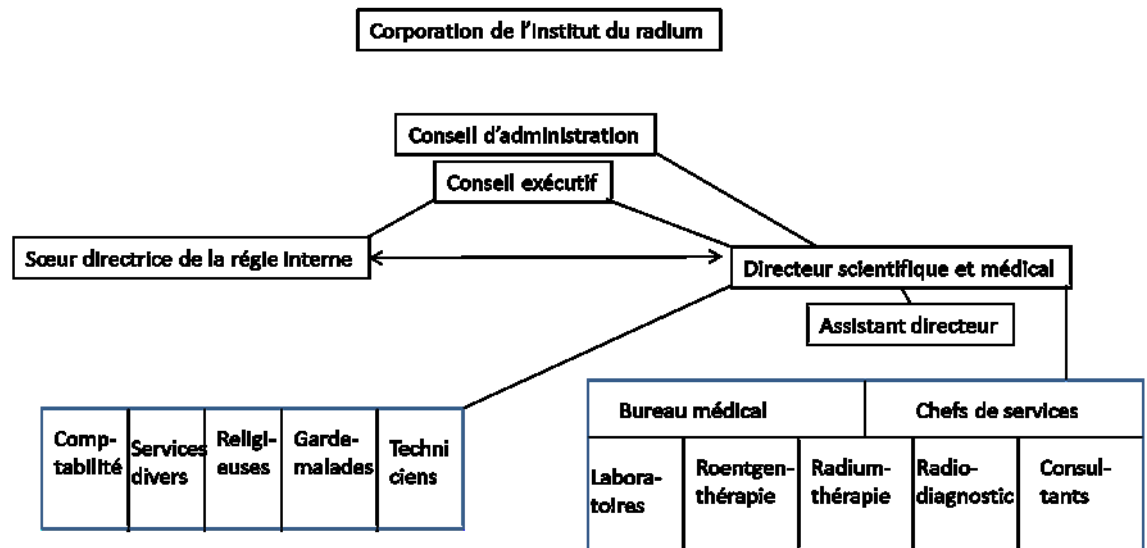 Corporation de l'Institut du radium
Conseil d'administration
Conseil exécutif
Sœur directrice de la régie interne
Directeur scientifique et médical
Assistant directeur
Comp-
tabilité
Services
divers
Religi-
euses
Garde-
malades
Techni
ciens
Bureau médical
Chefs de services
Labora-
toires
Roentgen-
thérapie
Radium-
thérapie
Radio-
diagnostic
Consul-
tants